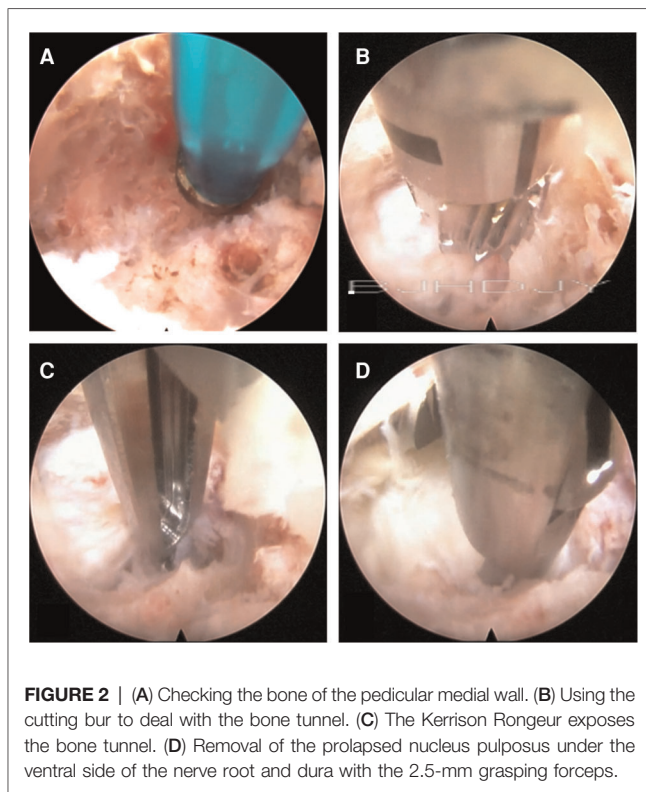 A
B
C
D
FIGURE 2 | (A) Checking the bone of the pedicular medial wall. (B) Using the
cutting bur to deal with the bone tunnel. (C) The Kerrison Rongeur exposes
the bone tunnel. (D) Removal of the prolapsed nucleus pulposus under the
ventral side of the nerve root and dura with the 2.5-mm grasping forceps.